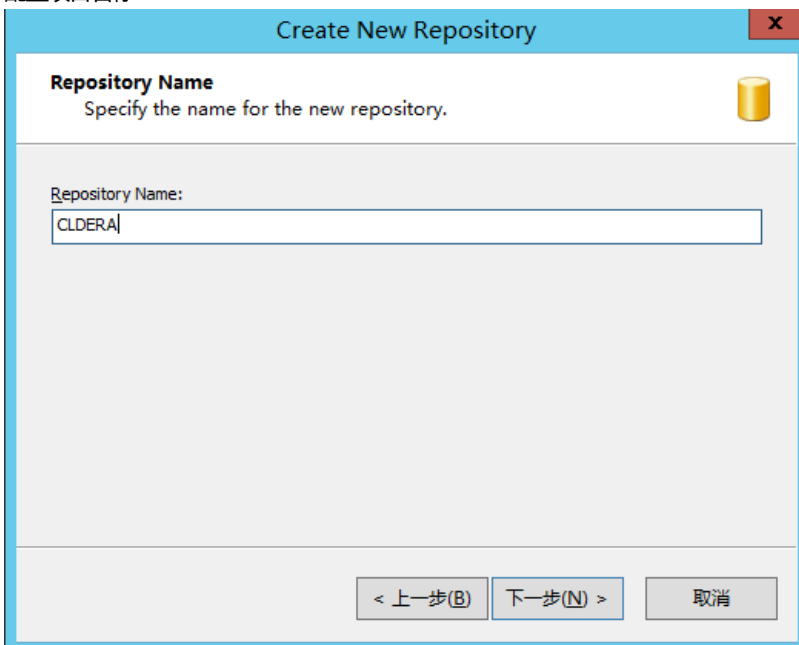 Create New Repository
x
Repository Name
Specify the name for the new repository.
Repository Name:
CLDERA
< 上一步(B)
下一步(N) >
取消